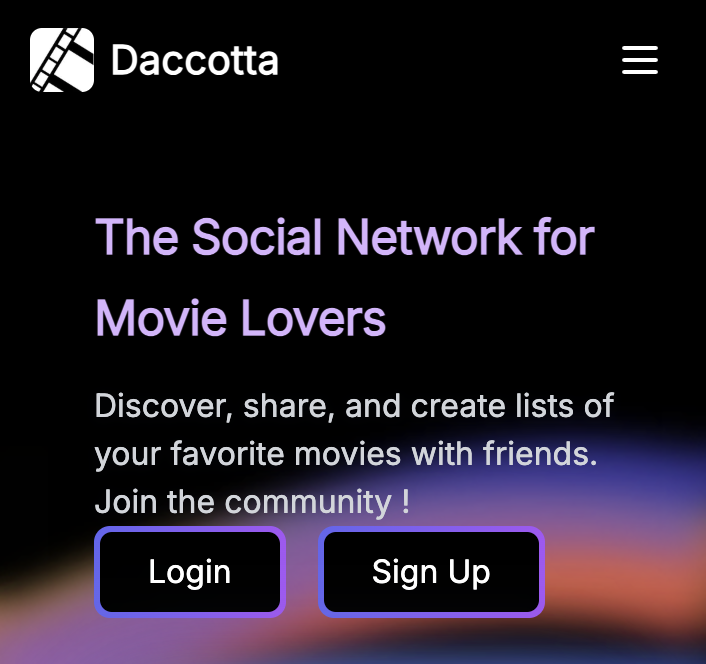 Daccotta
The Social Network for
Movie Lovers
Discover, share, and create lists of
your favorite movies with friends.
Join the community !
Login
Sign Up